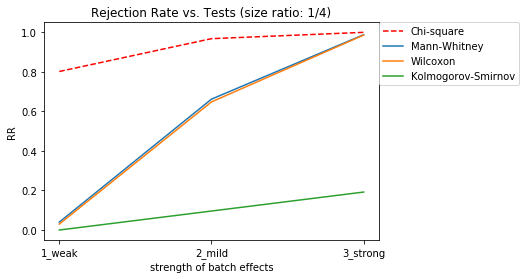 Rejection Rate vs. Tests (size ratio: 1/4)
Chi-square
Mann-Whitney
Wilcoxon
Kolmogorov-Smirnov
RR
1.0
0.8
0.6
0.4
0.2
0.0
1_weak
2_mild
3_strong
strength of batch effects